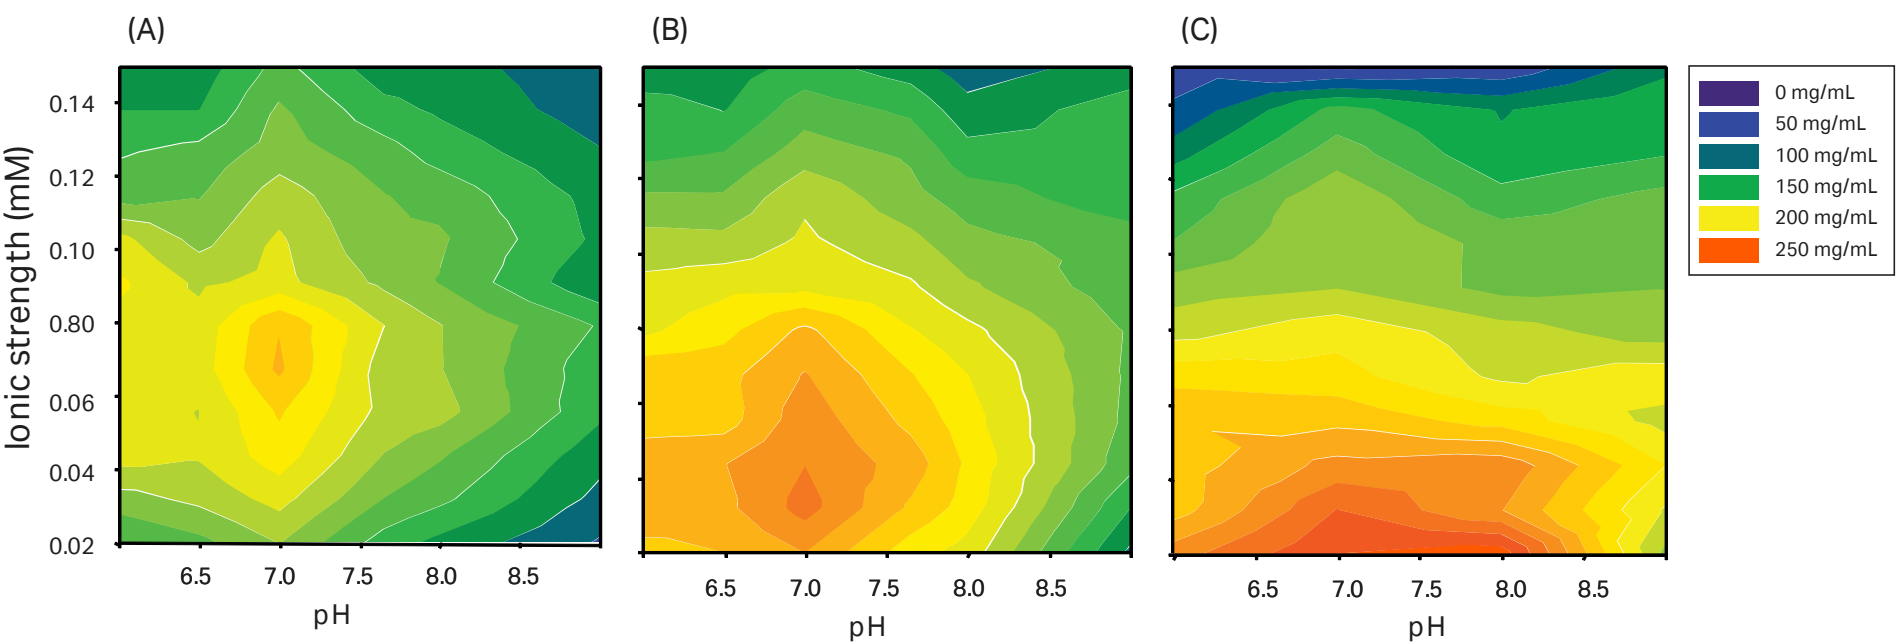 (A)
(B)
(C)
Ionic strength (mM)
0.14
0.12
0.10
0.80
0.06
0.04
0.02
6.5 7.0 7.5 8.0 8.5
pH
6.5 7.0 7.5 8.0 8.5
pH
6.5 7.0 7.5 8.0 8.5
pH
0 mg/mL
50 mg/mL
100 mg/mL
150 mg/mL
200 mg/mL
250 mg/mL